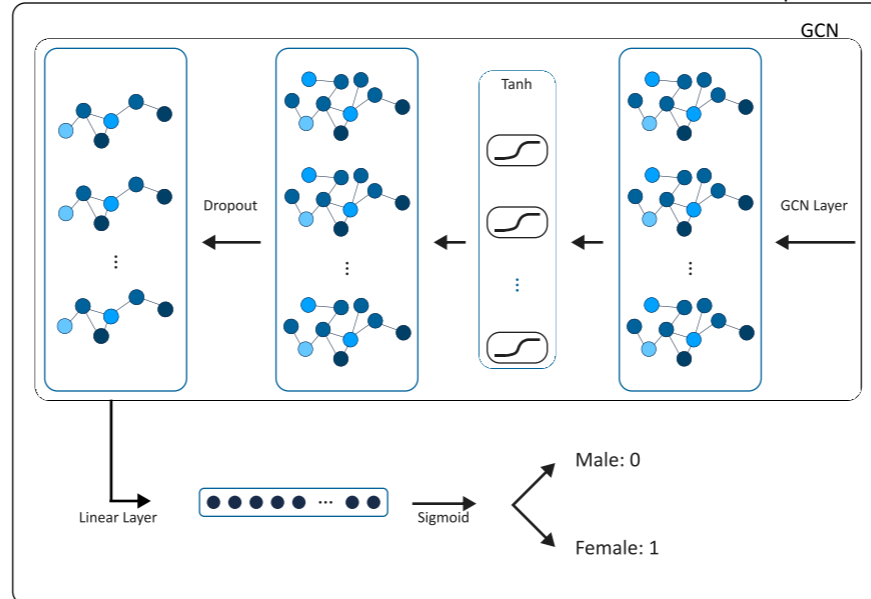 GCN
Tanh
GCN Layer
Dropout
...
...
...
...
Male: 0
Linear Layer
...
Sigmoid
Female: 1